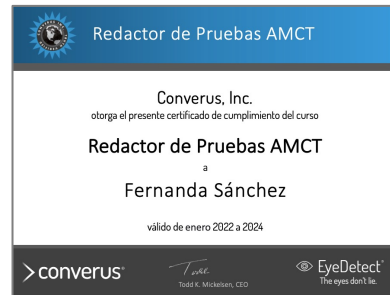 Redactor de Pruebas AMCT
Converus, Inc.
otorga el presente certificado de cumplimiento del curso
Redactor de Pruebas AMCT
a
Fernanda Sánchez
válido de enero 2022 a 2024
converus®
Todd K. Mickelsen, CEO
EyeDetect®
The eyes don't lie.